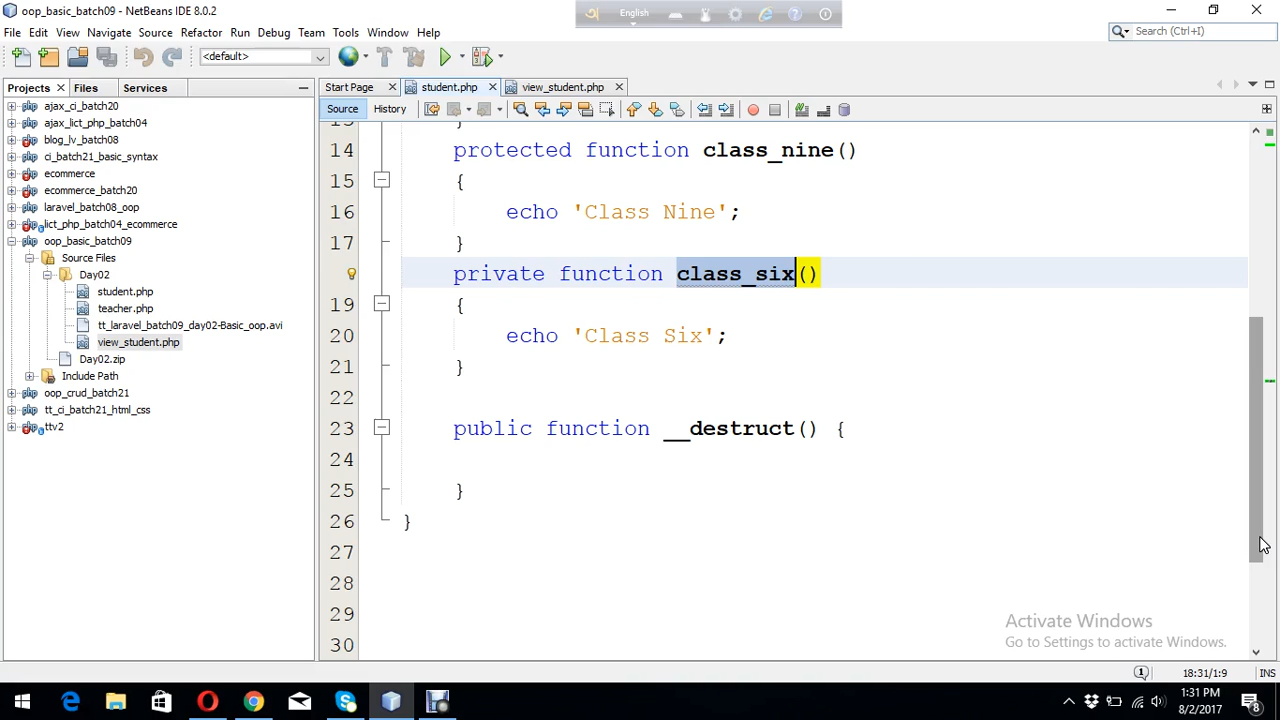 oop_basic_batch09 - NetBeans IDE 8.0.2
English
File Edit View Navigate Source Refactor Run Debug Team Tools Window Help
Search (Ctrl+I)
<default>
Projects Files Services
Start Page student.php view_student.php
Source History
ajax_ci_batch20
ajax_lict_php_batch04
blog_lv_batch08
ci_batch21_basic_syntax
ecommerce
ecommerce_batch20
laravel_batch08_oop
lict_php_batch04_ecommerce
oop_basic_batch09
Source Files
Day02
student.php
teacher.php
tt_laravel_batch09_day02-Basic_oop.avi
view_student.php
Day02.zip
Include Path
oop_crud_batch21
tt_ci_batch21_html_css
ttv2
}
14 protected function class_nine()
15 {
16 echo 'Class Nine';
17 }
private function class_six()
19 {
20 echo 'Class Six';
21 }
22
23 public function __destruct() {
24
25 }
26 }
27
28
29
30
Activate Windows
Go to Settings to activate Windows.
1 18:31/1:9 INS
1:31 PM
8/2/2017
8